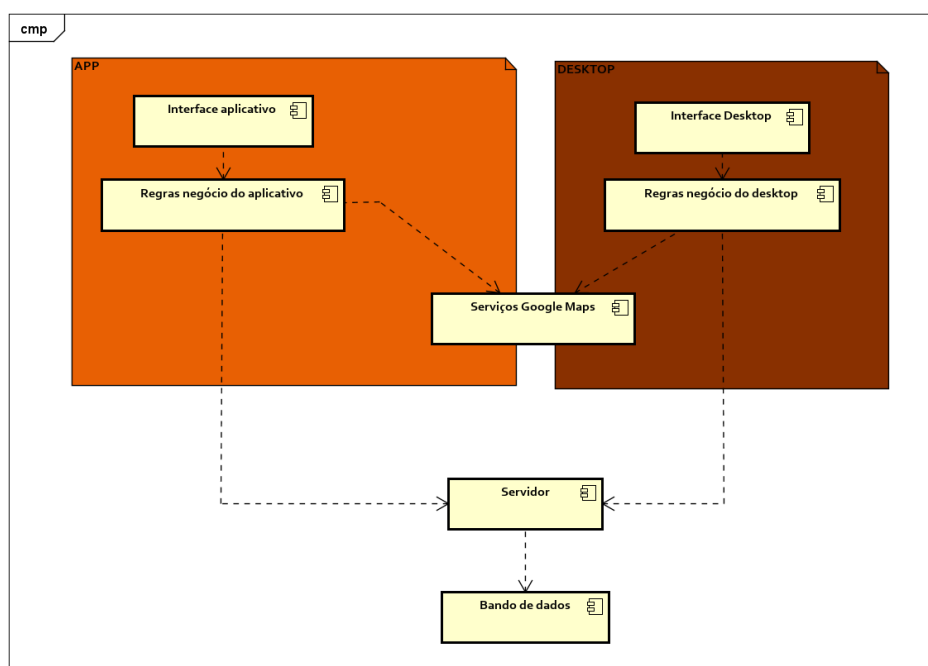 cmp
APP
DESKTOP
Interface aplicativo
Interface Desktop
Regras negócio do aplicativo
Regras negócio do desktop
Serviços Google Maps
Servidor
Bando de dados